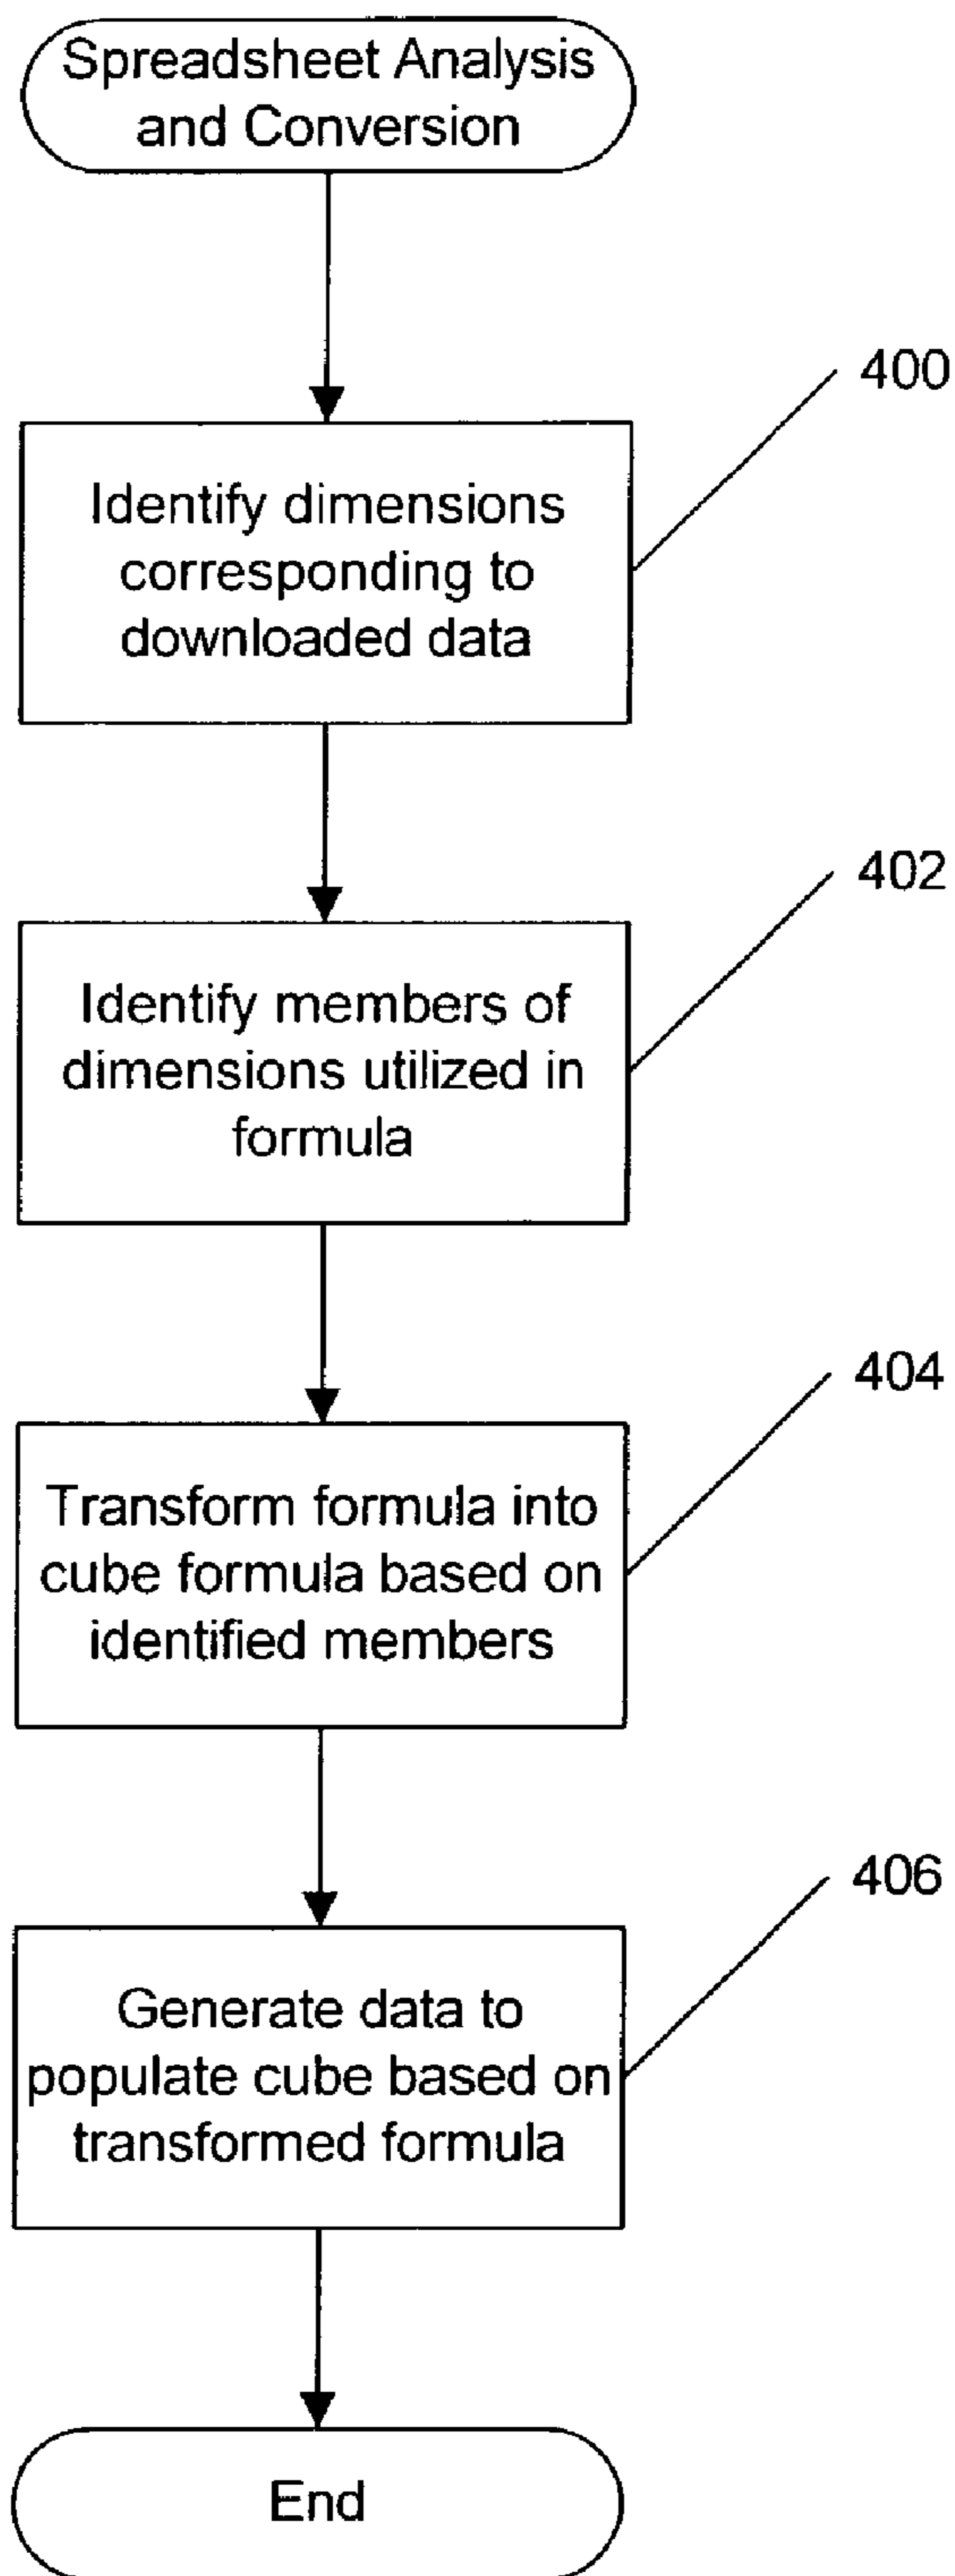 Spreadsheet Analysis
and Conversion
400
Identify dimensions
corresponding to
downloaded data
402
Identify members of
dimensions utilized in
formula
404
Transform formula into
cube formula based on
identified members
406
Generate data to
populate cube based on
transformed formula
End